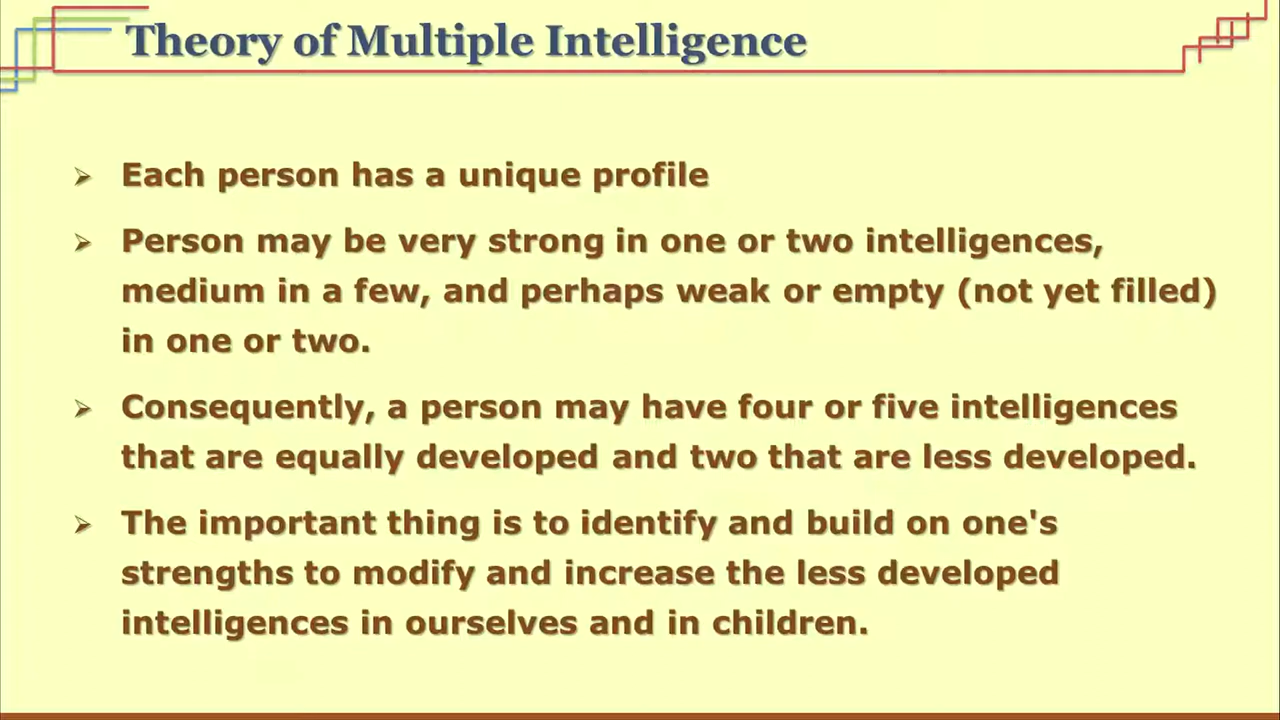 Theory of Multiple Intelligence
Each person has a unique profile
Person may be very strong in one or two intelligences,
medium in a few, and perhaps weak or empty (not yet filled)
in one or two.
Consequently, a person may have four or five intelligences
that are equally developed and two that are less developed.
The important thing is to identify and build on one's
strengths to modify and increase the less developed
intelligences in ourselves and in children.